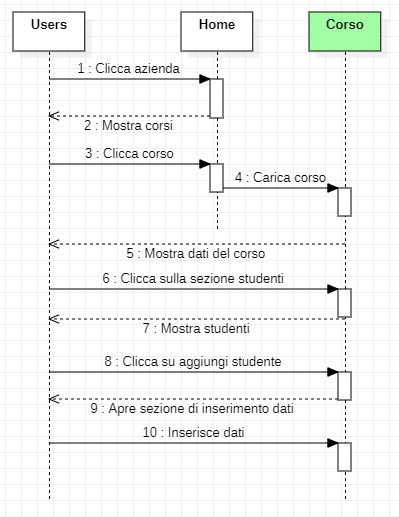 Users
Home
Corso
1 : Clicca azienda
2 : Mostra corsi
3 : Clicca corso
4 : Carica corso
5 : Mostra dati del corso
6 : Clicca sulla sezione studenti
7 : Mostra studenti
8 : Clicca su aggiungi studente
9 : Apre sezione di inserimento dati
10 : Inserisce dati